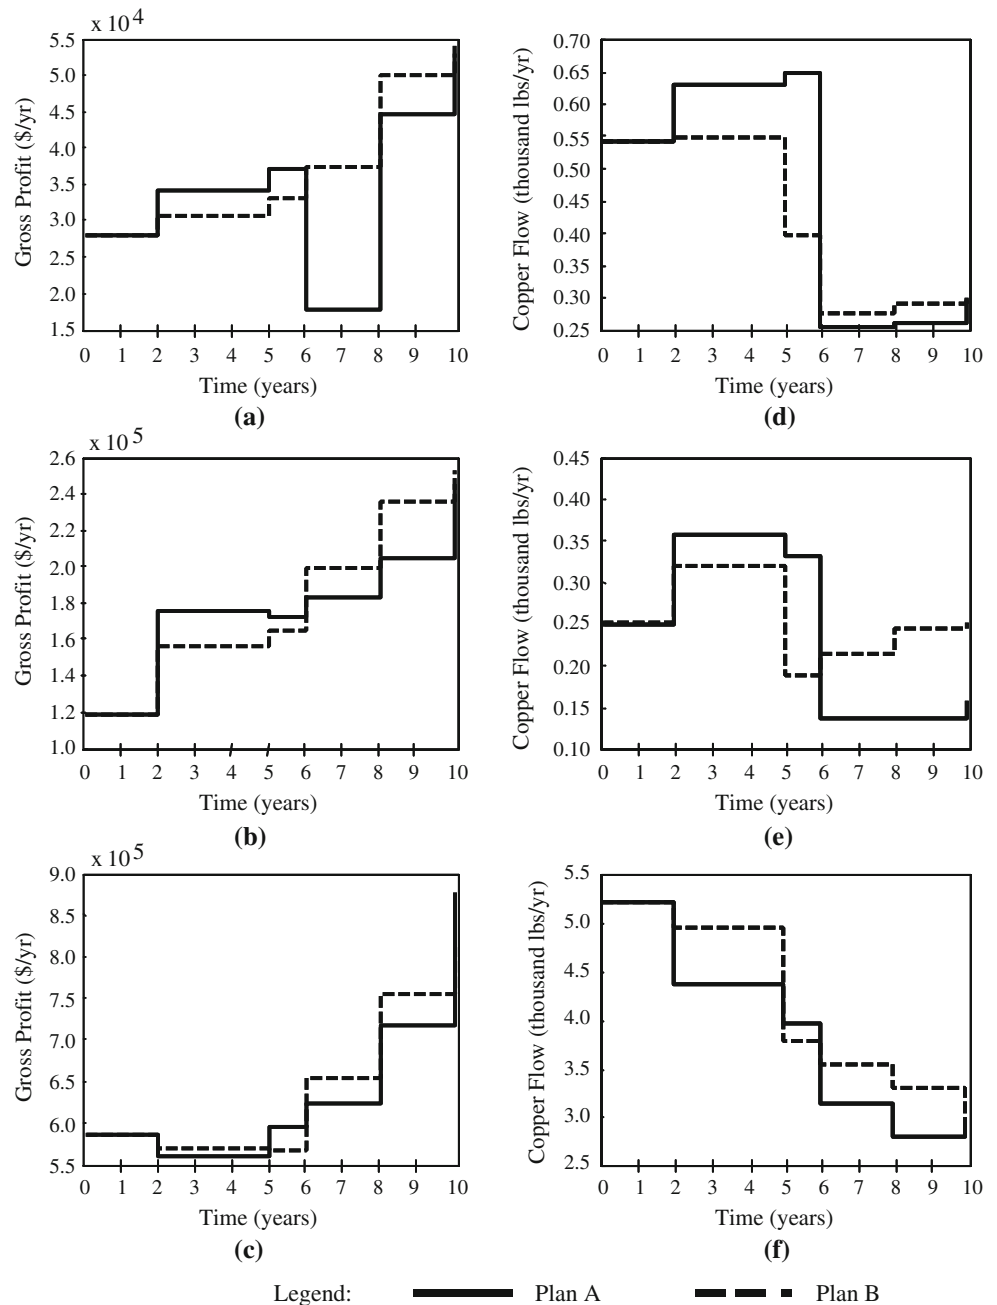 x 10 4
Gross Profit ($/yr)
5.5
5.0
4.0
3.5
3.0
2.5
2.0
1.5
0 1 2 3 4 5 6 7 8 9 10
Time (years)
(a)
Copper Flow (thousand lbs/yr)
0.70
0.65
0.60
0.55
0.50
0.40
0.35
0.30
0.25
0 1 2 3 4 5 6 7 8 9 10
Time (years)
(d)
x 10 5
Gross Profit ($/yr)
2.6
2.4
2.2
2.0
1.8
1.6
1.4
1.2
1.0
0 1 2 3 4 5 6 7 8 9 10
Time (years)
(b)
Copper Flow (thousand lbs/yr)
0.45
0.40
0.35
0.30
0.25
0.20
0.15
0.10
0 1 2 3 4 5 6 7 8 9 10
Time (years)
(e)
x 10 5
Gross Profit ($/yr)
9.0
8.5
7.5
7.0
6.5
6.0
5.5
0 1 2 3 4 5 6 7 8 9 10
Time (years)
(c)
Copper Flow (thousand lbs/yr)
5.5
5.0
4.5
4.0
3.5
3.0
2.5
0 1 2 3 4 5 6 7 8 9 10
Time (years)
(f)
Legend: Plan A Plan B